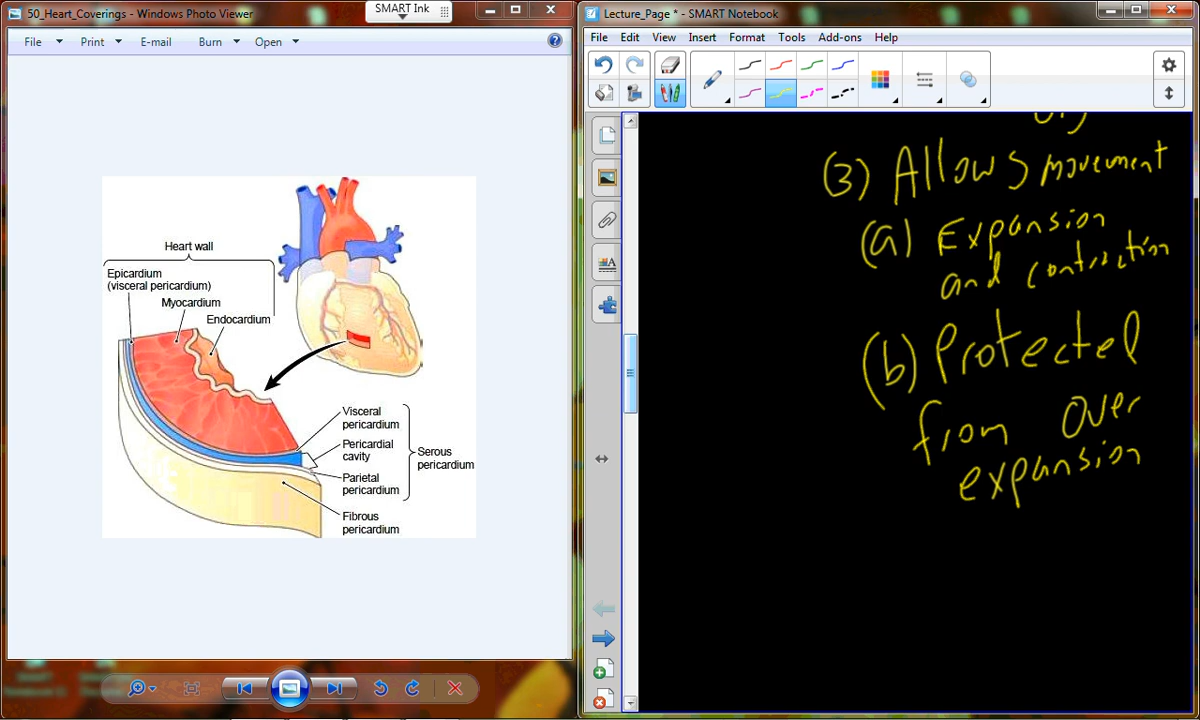 50_Heart_Coverings - Windows Photo Viewer
SMART Ink
File Print E-mail Burn Open
Heart wall
Epicardium
(visceral pericardium)
Myocardium
Endocardium
Visceral
pericardium
Pericardial
cavity
Serous
pericardium
Parietal
pericardium
Fibrous
pericardium
Lecture_Page * - SMART Notebook
File Edit View Insert Format Tools Add-ons Help
(3) Allows movement
(a) Expansion
and contraction
(b) Protected
from over
expansion